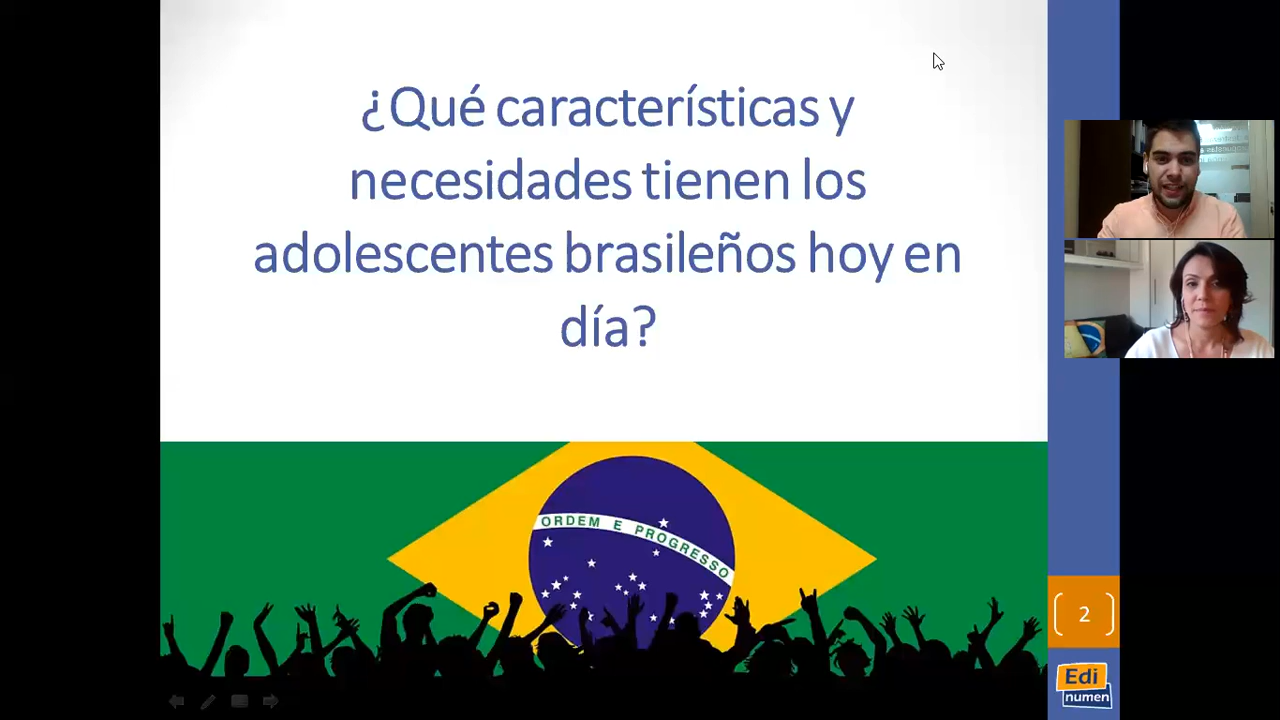 ¿Qué características y
necesidades tienen los
adolescentes brasileños hoy en
día?
ORDEM E PROGRESSO
2
Edi
numen